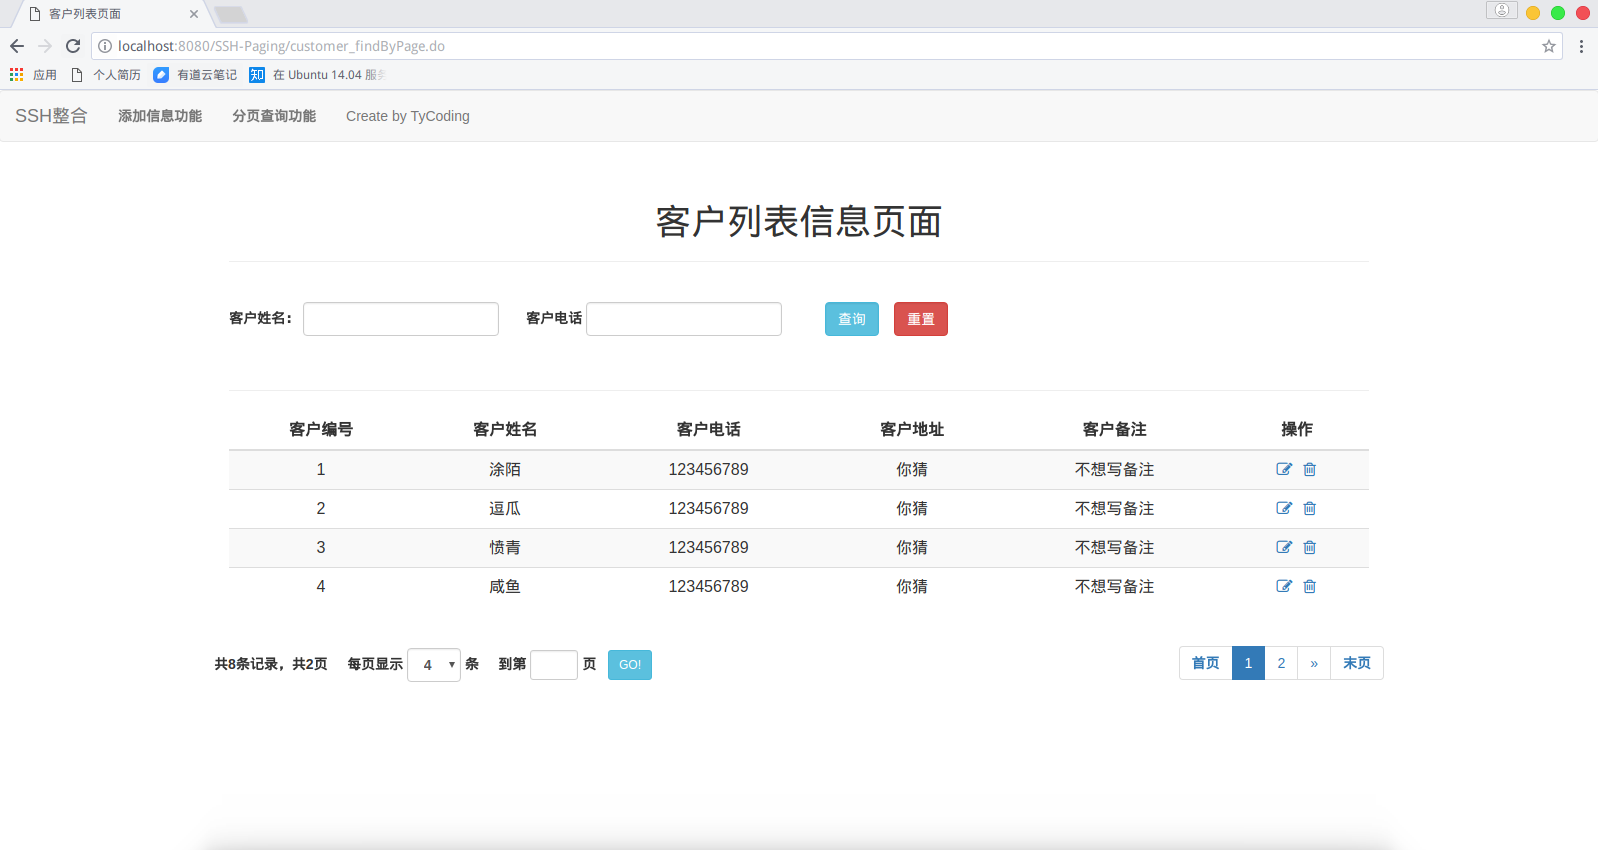 客户列表页面
localhost:8080/SSH-Paging/customer_findByPage.do
应用 个人简历 有道云笔记 知 在 Ubuntu 14.04 服务
SSH整合 添加信息功能 分页查询功能 Create by TyCoding
客户列表信息页面
客户姓名： 客户电话 查询 重置
客户编号 客户姓名 客户电话 客户地址 客户备注 操作
1 涂陌 123456789 你猜 不想写备注
2 逗瓜 123456789 你猜 不想写备注
3 愤青 123456789 你猜 不想写备注
4 咸鱼 123456789 你猜 不想写备注
共8条记录，共2页 每页显示 4 条 到第 页 GO! 首页 1 2 » 末页